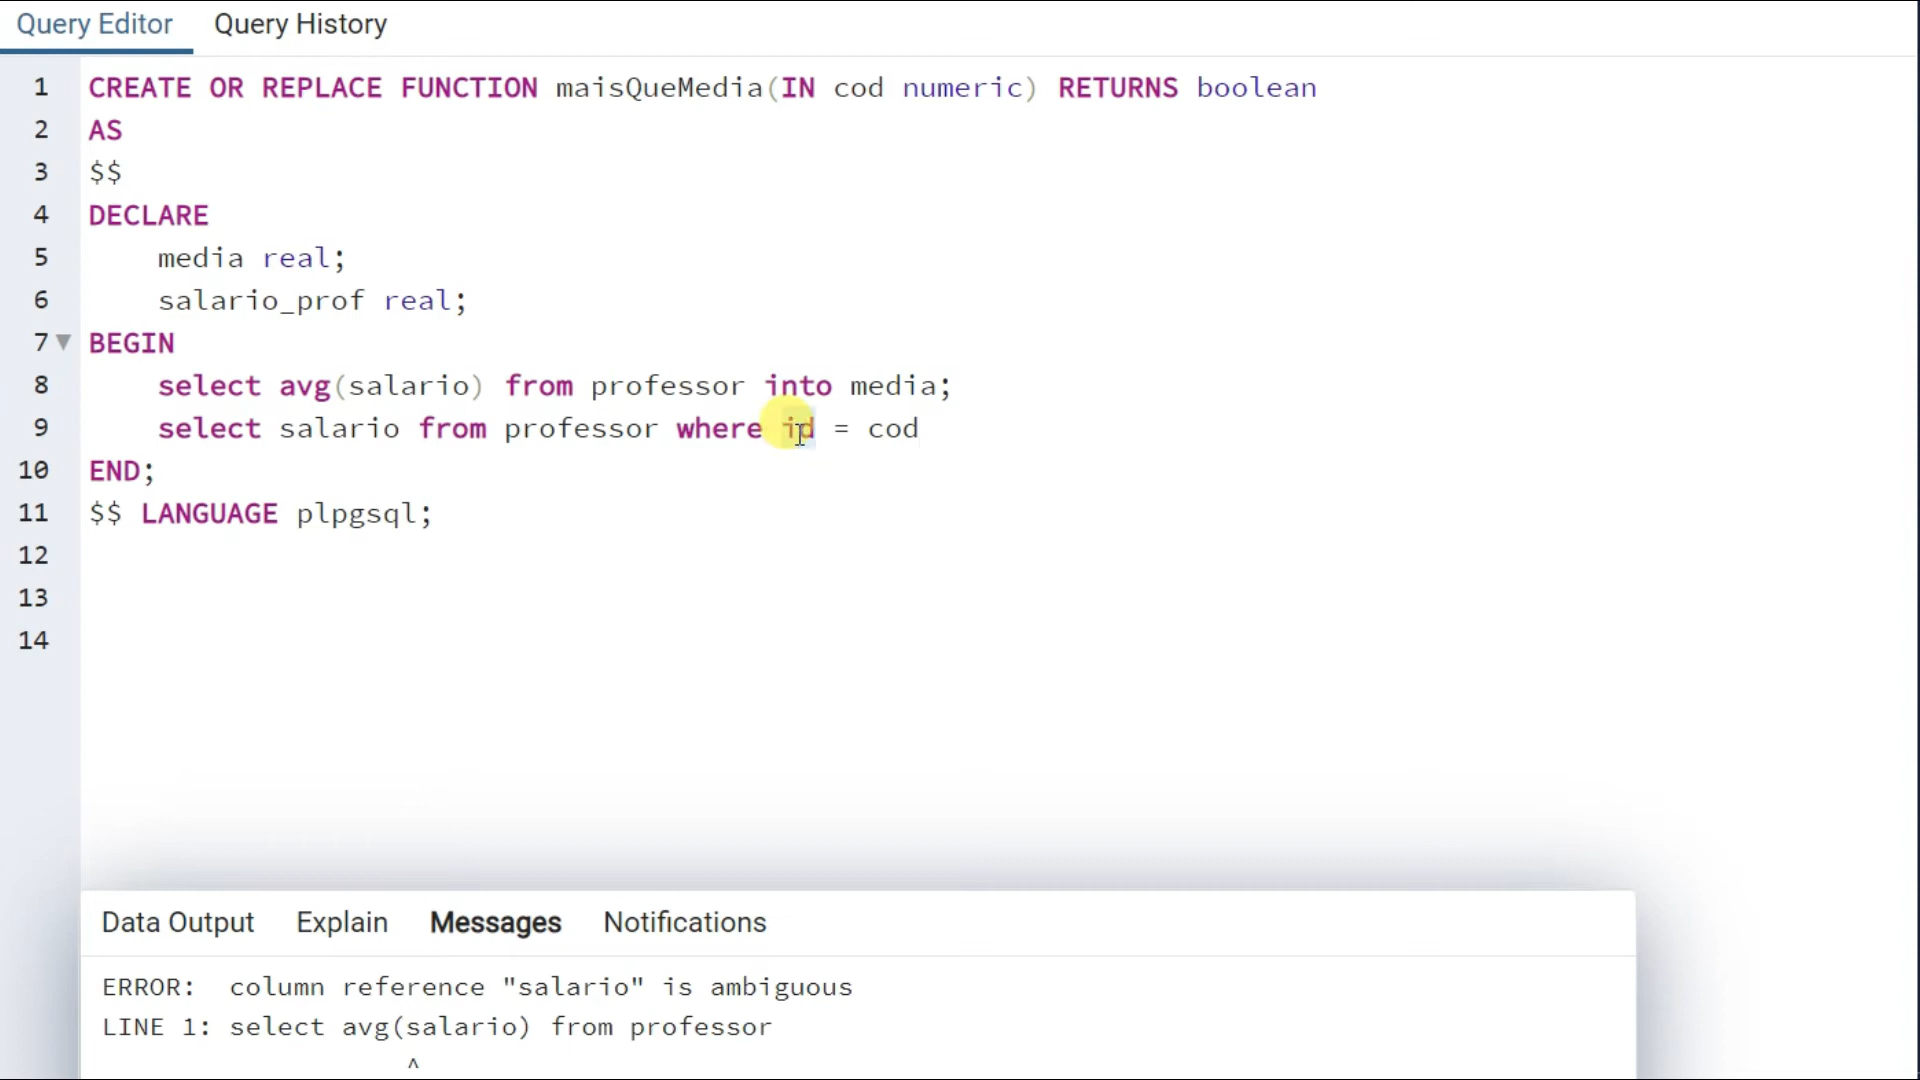 Query Editor Query History
1 CREATE OR REPLACE FUNCTION maisQueMedia(IN cod numeric) RETURNS boolean
2 AS
3 $$
4 DECLARE
5 media real;
6 salario_prof real;
7 BEGIN
8 select avg(salario) from professor into media;
9 select salario from professor where id = cod
10 END;
11 $$ LANGUAGE plpgsql;
12
13
14
Data Output Explain Messages Notifications
ERROR: column reference "salario" is ambiguous
LINE 1: select avg(salario) from professor
^